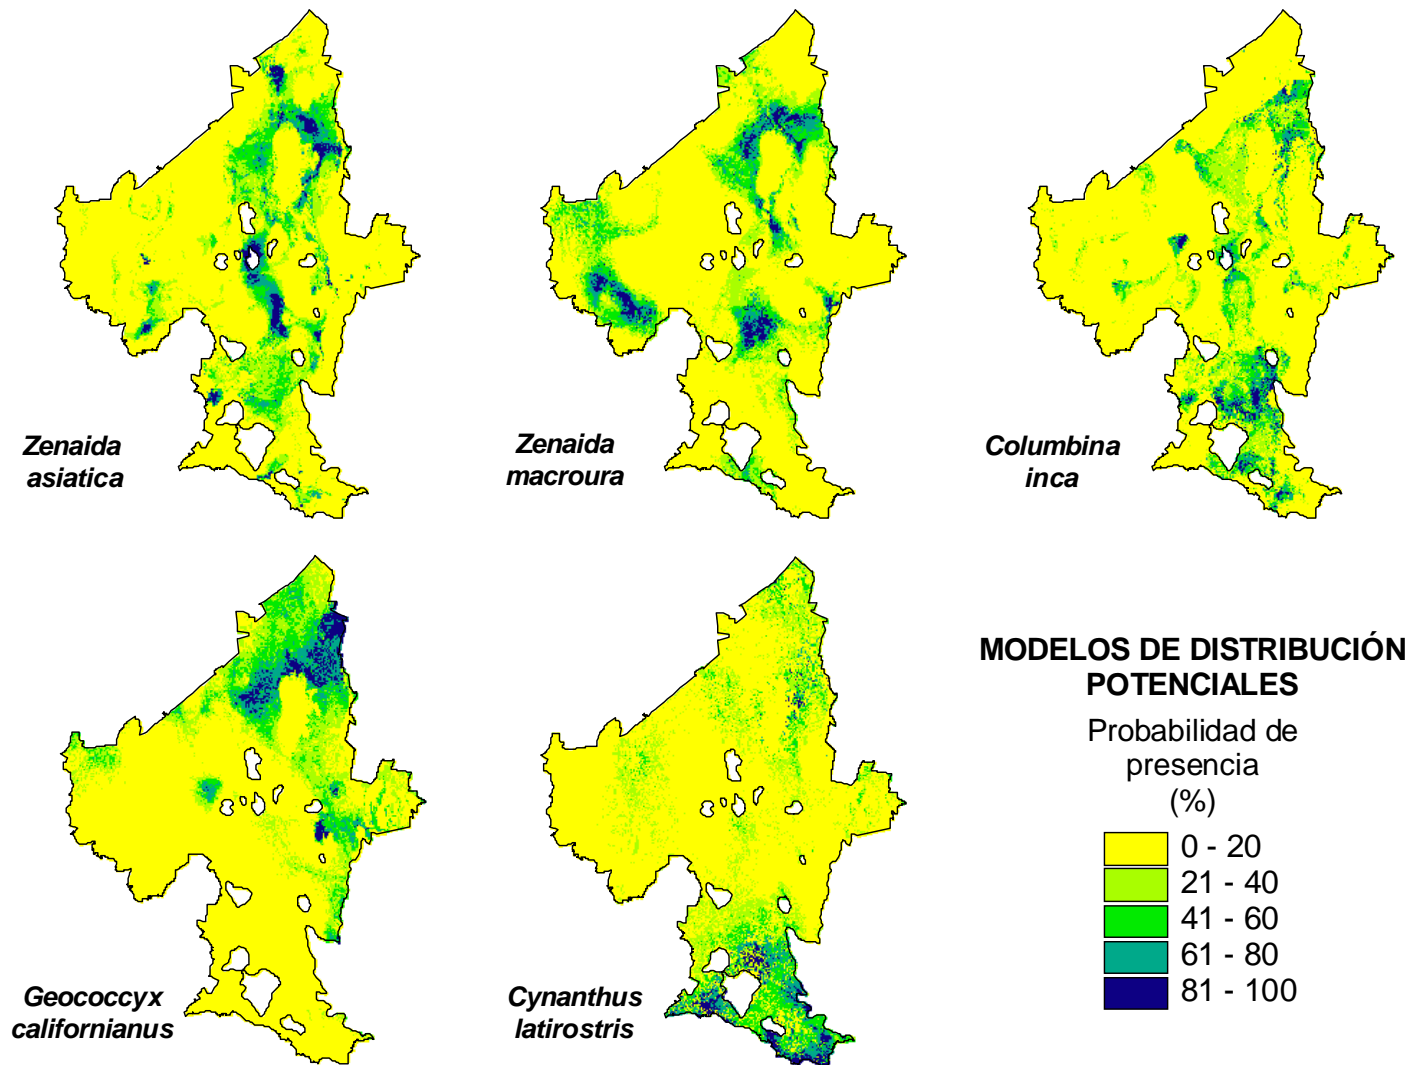 Zenaida
asiatica
Zenaida
macroura
Columbina
inca
Geococcyx
californianus
Cynanthus
latirostris
MODELOS DE DISTRIBUCIÓN
POTENCIALES
Probabilidad de
presencia
(%)
0 - 20
21 - 40
41 - 60
61 - 80
81 - 100